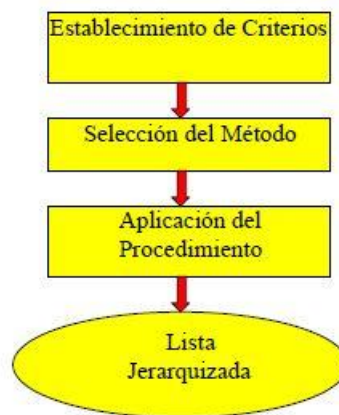 Establecimiento de Criterios
Selección del Método
Aplicación del
Procedimiento
Lista
Jerarquizada